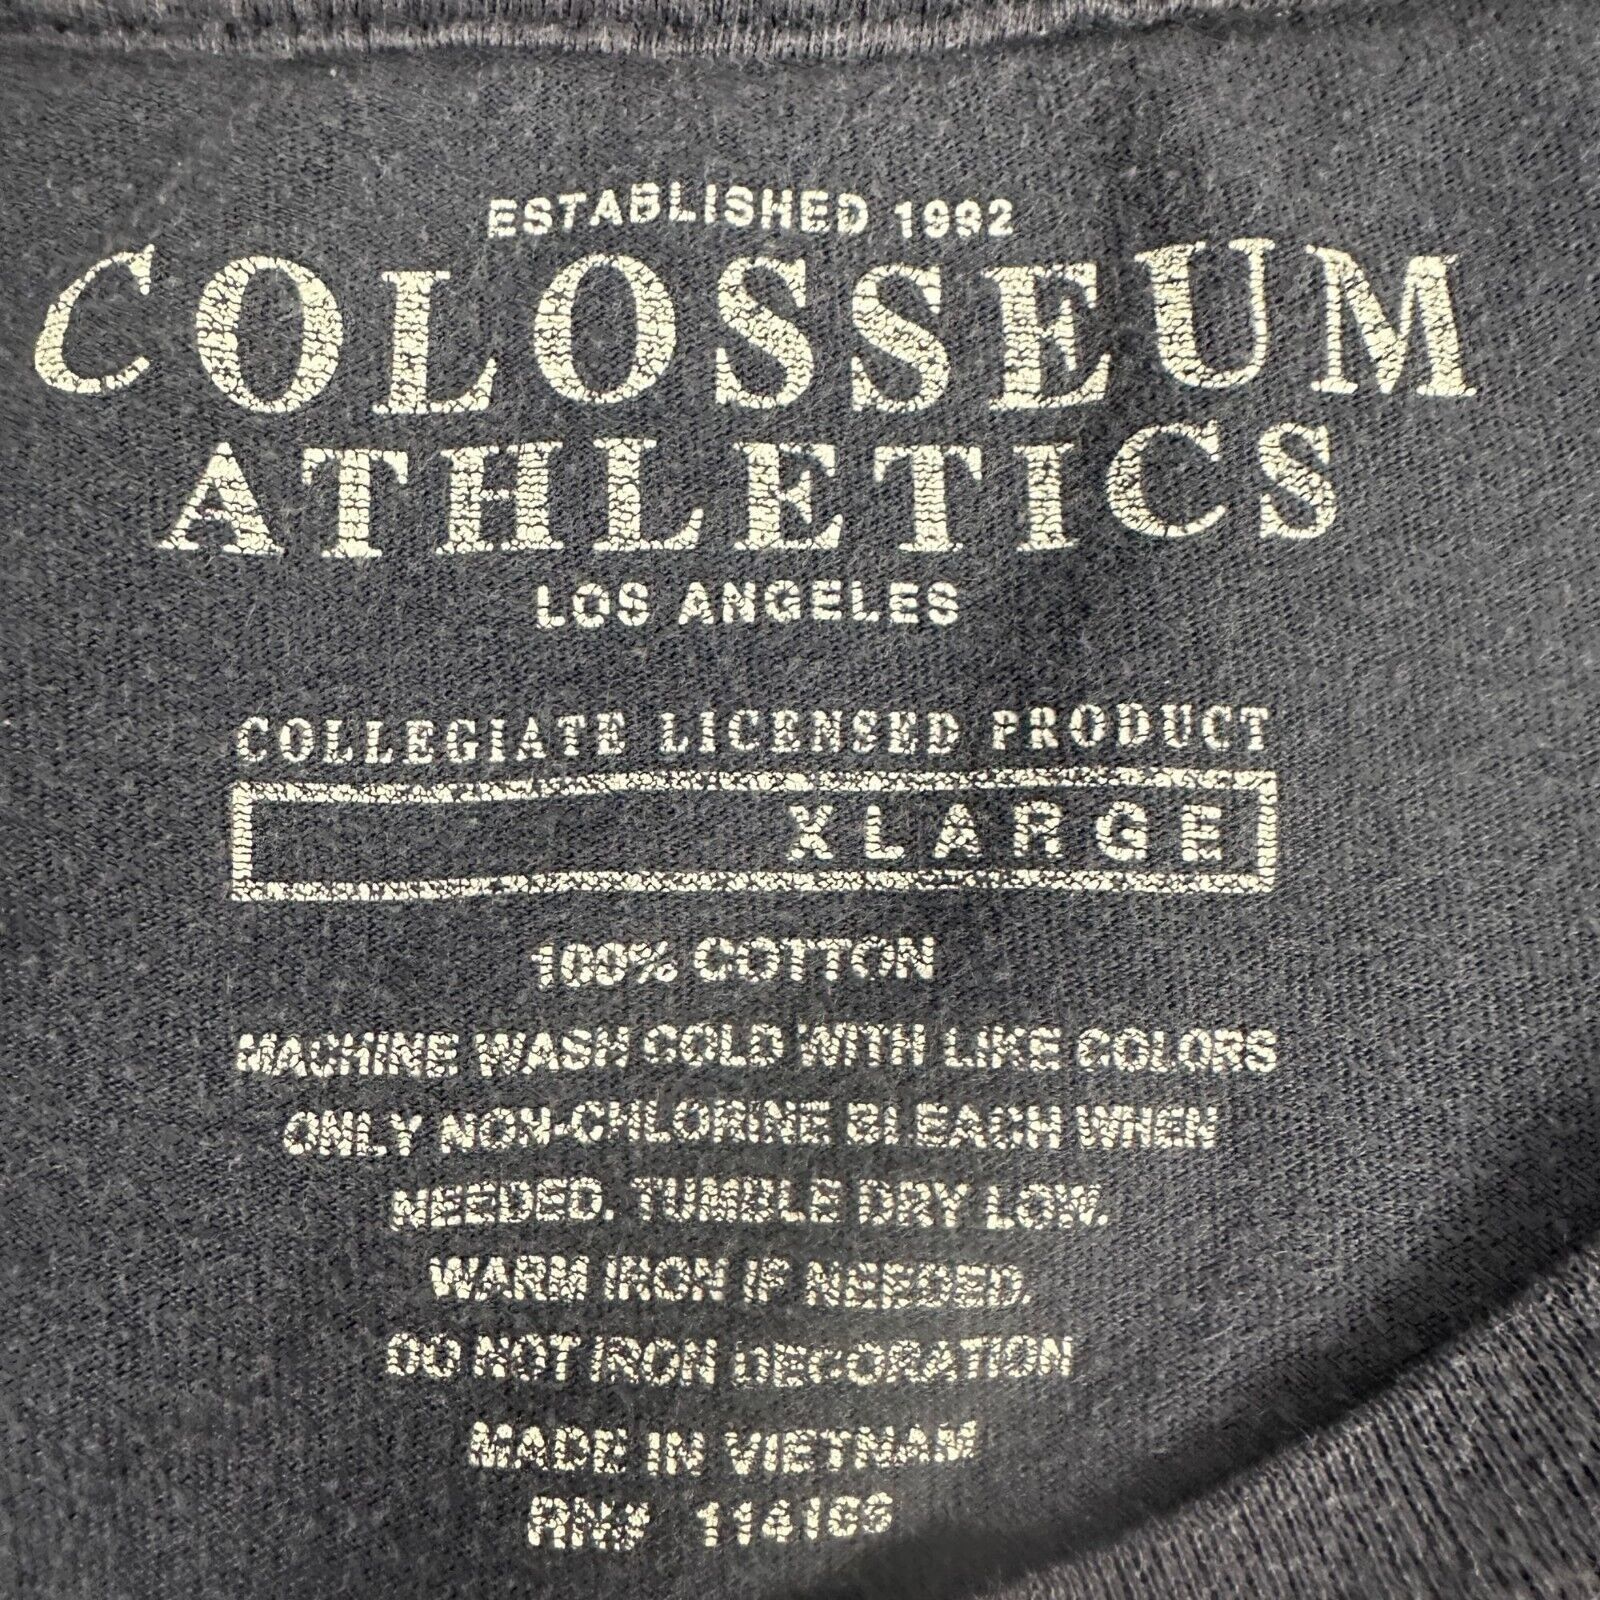 ESTABLISHED 1992
COLOSSEUM
ATHLETICS
LOS ANGELES
COLLEGIATE LICENSED PRODUCT
XLARGE
100% COTTON
MACHINE WASH COLD WITH LIKE COLORS
ONLY NON-CHLORINE BLEACH WHEN
NEEDED. TUMBLE DRY LOW.
WARM IRON IF NEEDED.
DO NOT IRON DECORATION
MADE IN VIETNAM
RN#